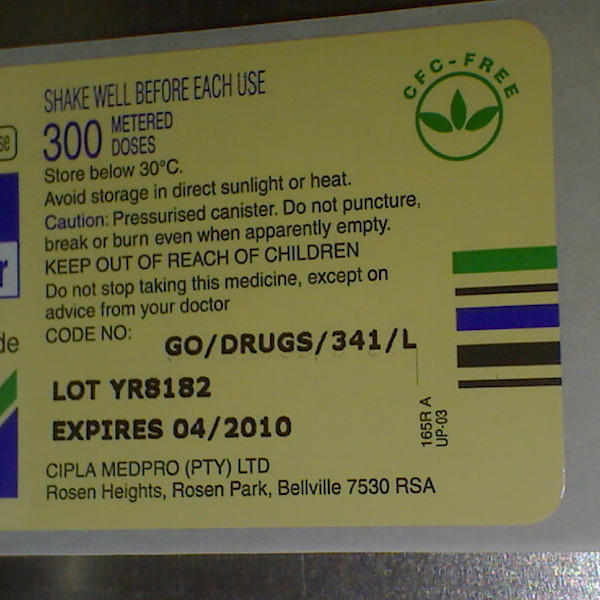 CFC-FREE
SHAKE WELL BEFORE EACH USE
300 METERED
DOSES
Store below 30°C.
Avoid storage in direct sunlight or heat.
Caution: Pressurised canister. Do not puncture,
break or burn even when apparently empty.
KEEP OUT OF REACH OF CHILDREN
Do not stop taking this medicine, except on
advice from your doctor
CODE NO: GO/DRUGS/341/L
LOT YR8182
EXPIRES 04/2010
165R A
UP-03
CIPLA MEDPRO (PTY) LTD
Rosen Heights, Rosen Park, Bellville 7530 RSA